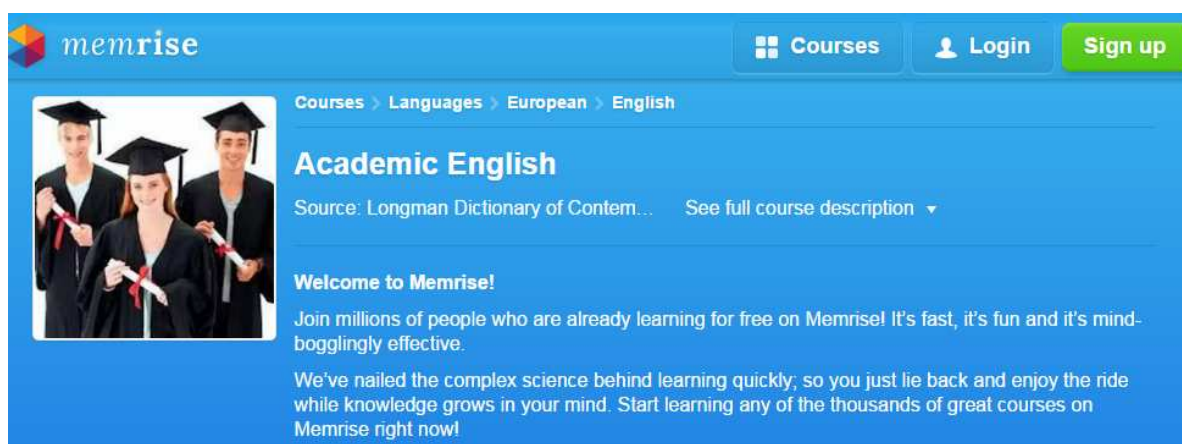 memrise
Courses
Login
Sign up
Courses > Languages > European > English
Academic English
Source: Longman Dictionary of Contem... See full course description
Welcome to Memrise!
Join millions of people who are already learning for free on Memrise! It's fast, it's fun and it's mind-
bogglingly effective.
We've nailed the complex science behind learning quickly; so you just lie back and enjoy the ride
while knowledge grows in your mind. Start learning any of the thousands of great courses on
Memrise right now!